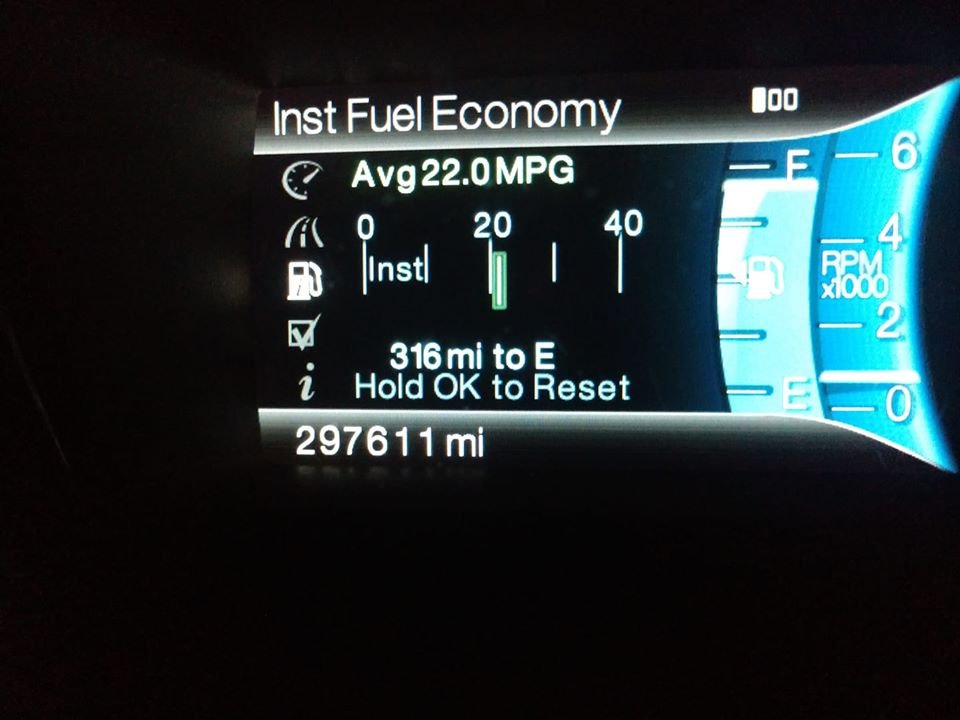 Inst Fuel Economy
Avg 22.0 MPG
0 20 40
Inst
316 mi to E
Hold OK to Reset
297611 mi
F
E
6
4
RPM
x1000
2
0